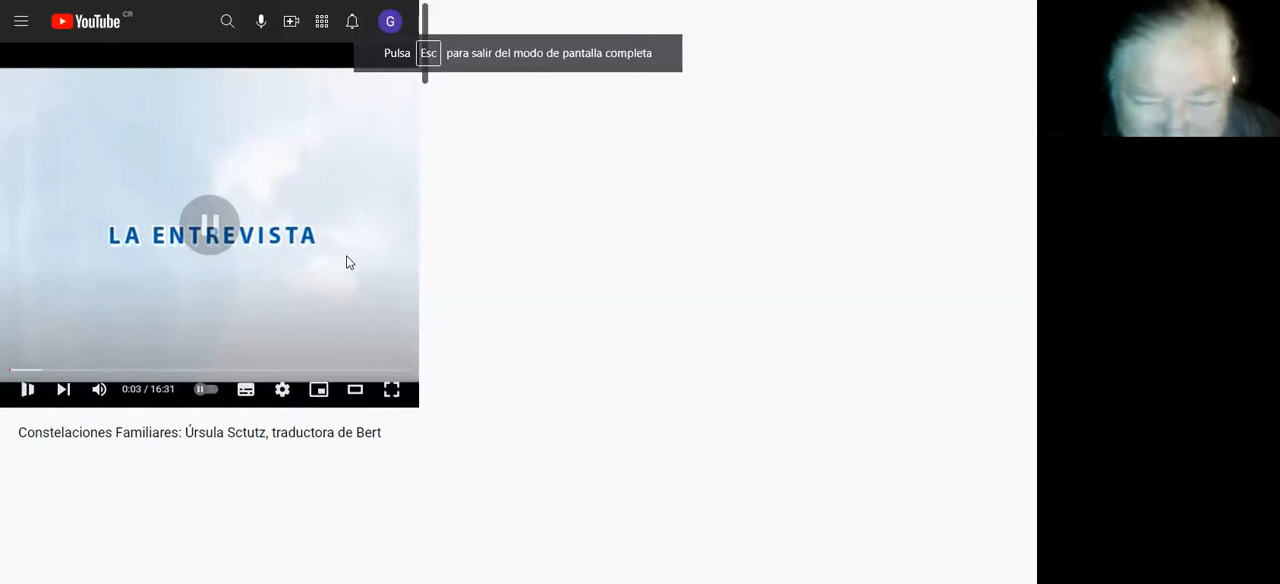 YouTube CR
G
Pulsa Esc para salir del modo de pantalla completa
LA ENTREVISTA
0:03 / 16:31
Constelaciones Familiares: Úrsula Sctutz, traductora de Bert